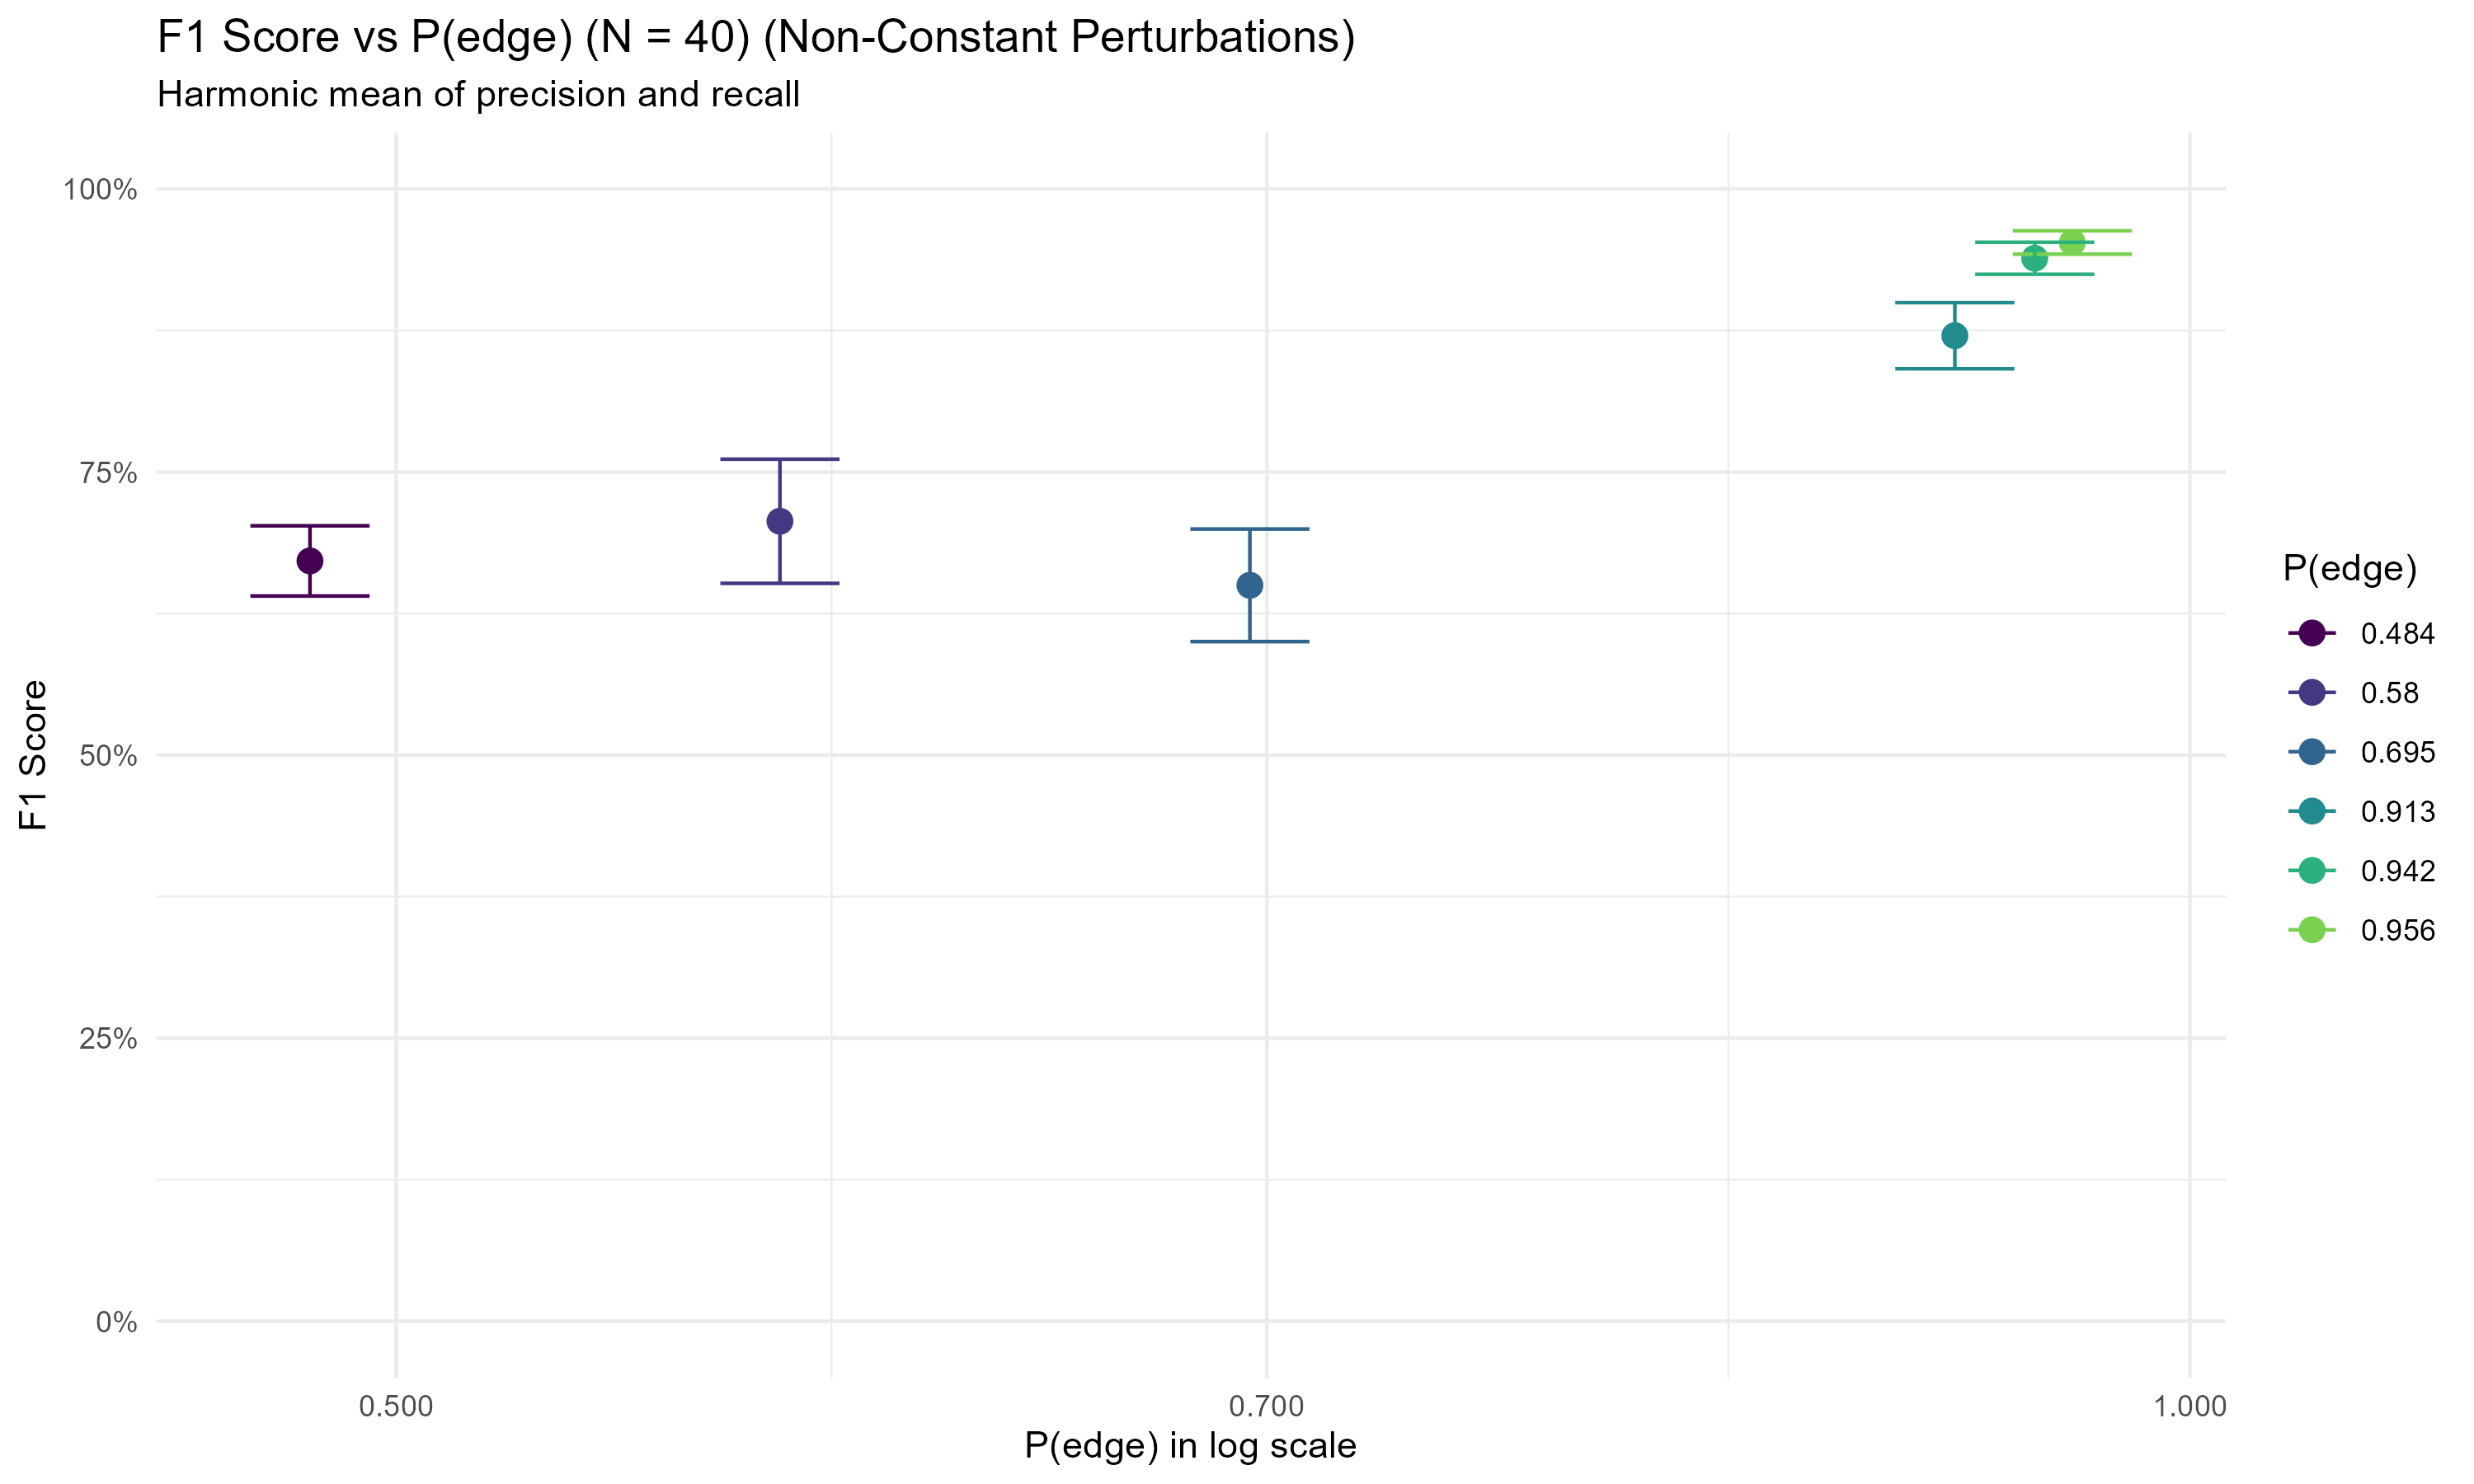 F1 Score vs P(edge) (N = 40) (Non-Constant Perturbations)
Harmonic mean of precision and recall
100%
75%
50%
25%
0%
F1 Score
0.500
0.700
1.000
P(edge) in log scale
P(edge)
0.484
0.58
0.695
0.913
0.942
0.956